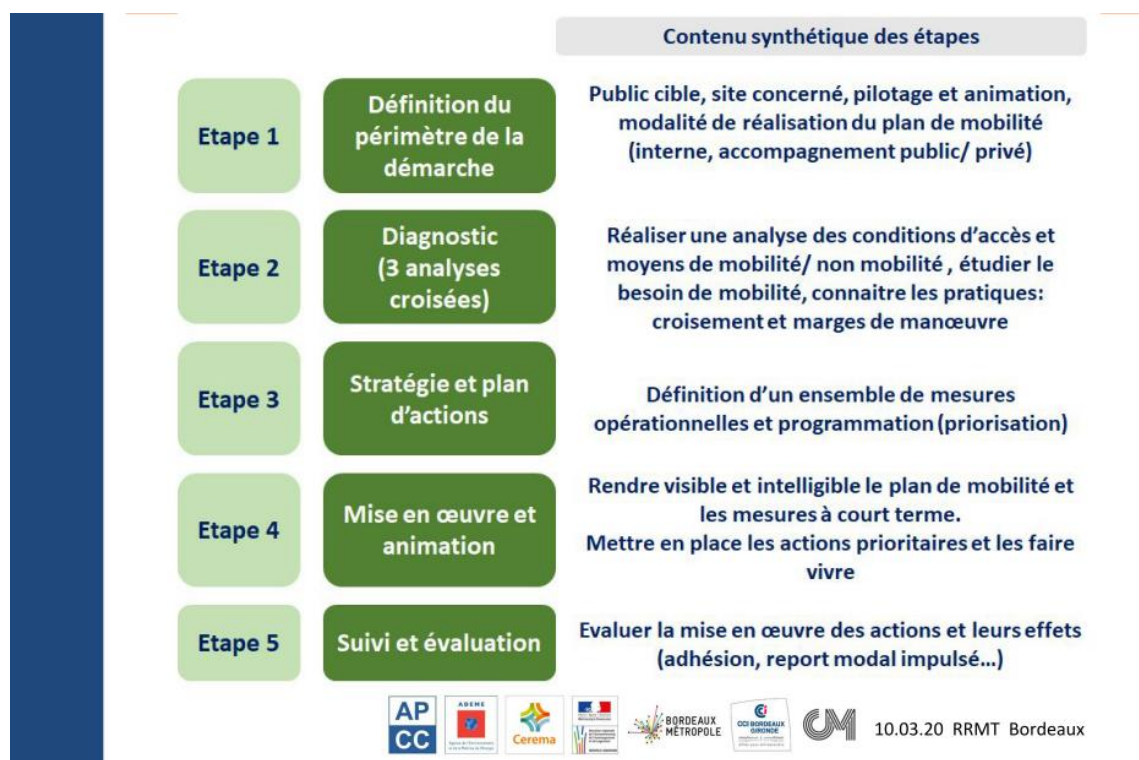 Contenu synthétique des étapes
Etape 1
Définition du
périmètre de la
démarche
Public cible, site concerné, pilotage et animation,
modalité de réalisation du plan de mobilité
(interne, accompagnement public/ privé)
Etape 2
Diagnostic
(3 analyses
croisées)
Réaliser une analyse des conditions d’accès et
moyens de mobilité/ non mobilité , étudier le
besoin de mobilité, connaitre les pratiques:
croisement et marges de manœuvre
Etape 3
Stratégie et plan
d’actions
Définition d’un ensemble de mesures
opérationnelles et programmation (priorisation)
Etape 4
Mise en œuvre et
animation
Rendre visible et intelligible le plan de mobilité et
les mesures à court terme.
Mettre en place les actions prioritaires et les faire
vivre
Etape 5
Suivi et évaluation
Evaluer la mise en œuvre des actions et leurs effets
(adhésion, report modal impulsé…)
AP
CC
ADEME
Cerema
BORDEAUX
MÉTROPOLE
CCI BORDEAUX
GIRONDE
10.03.20 RRMT Bordeaux